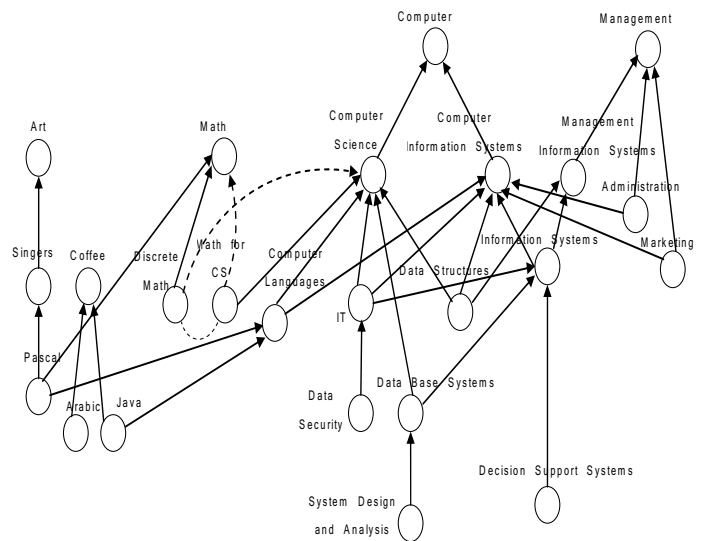 Computer
Management
Art
Math
Computer
Science
Computer
Information Systems
Management
Information Systems
Administration
Singers
Coffee
Discrete
Math
Math for
CS
Computer
Languages
Data Structures
Information Systems
Marketing
IT
Pascal
Arabic
Java
Data
Security
Data Base Systems
System Design
and Analysis
Decision Support Systems